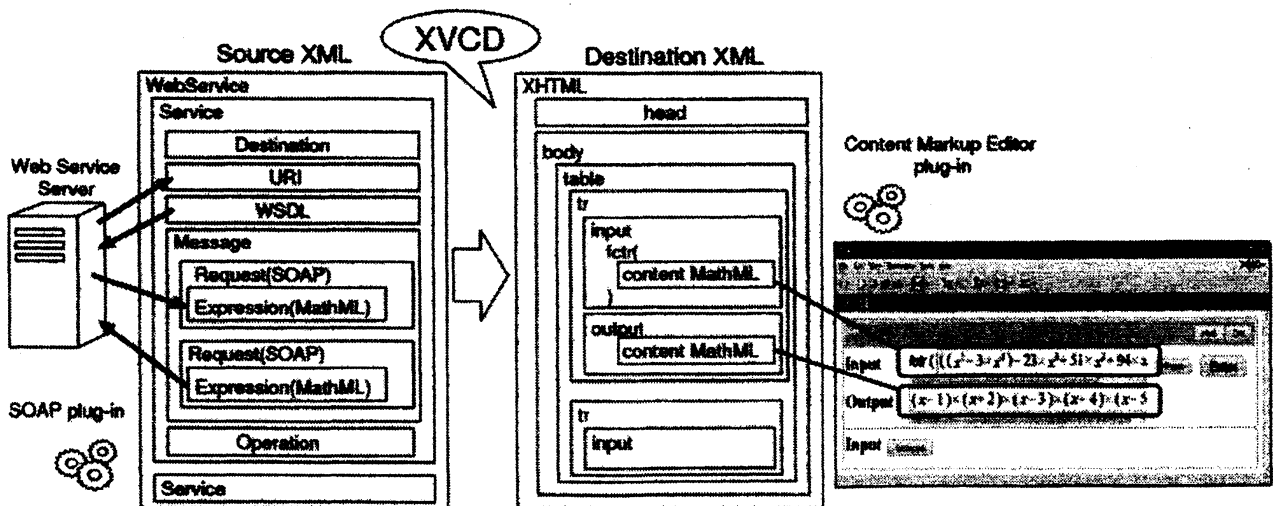 XVCD
Source XML
Destination XML
WebService
Service
Destination
URI
WSDL
Message
Request(SOAP)
Expression(MathML)
Request(SOAP)
Expression(MathML)
Operation
Service
Web Service
Server
SOAP plug-in
XHTML
head
body
table
tr
input
fctr(
content MathML
)
output
content MathML
tr
input
Content Markup Editor
plug-in
Input
Output (x-1)×(x+2)×(x-3)×(x+4)×(x-5
Input